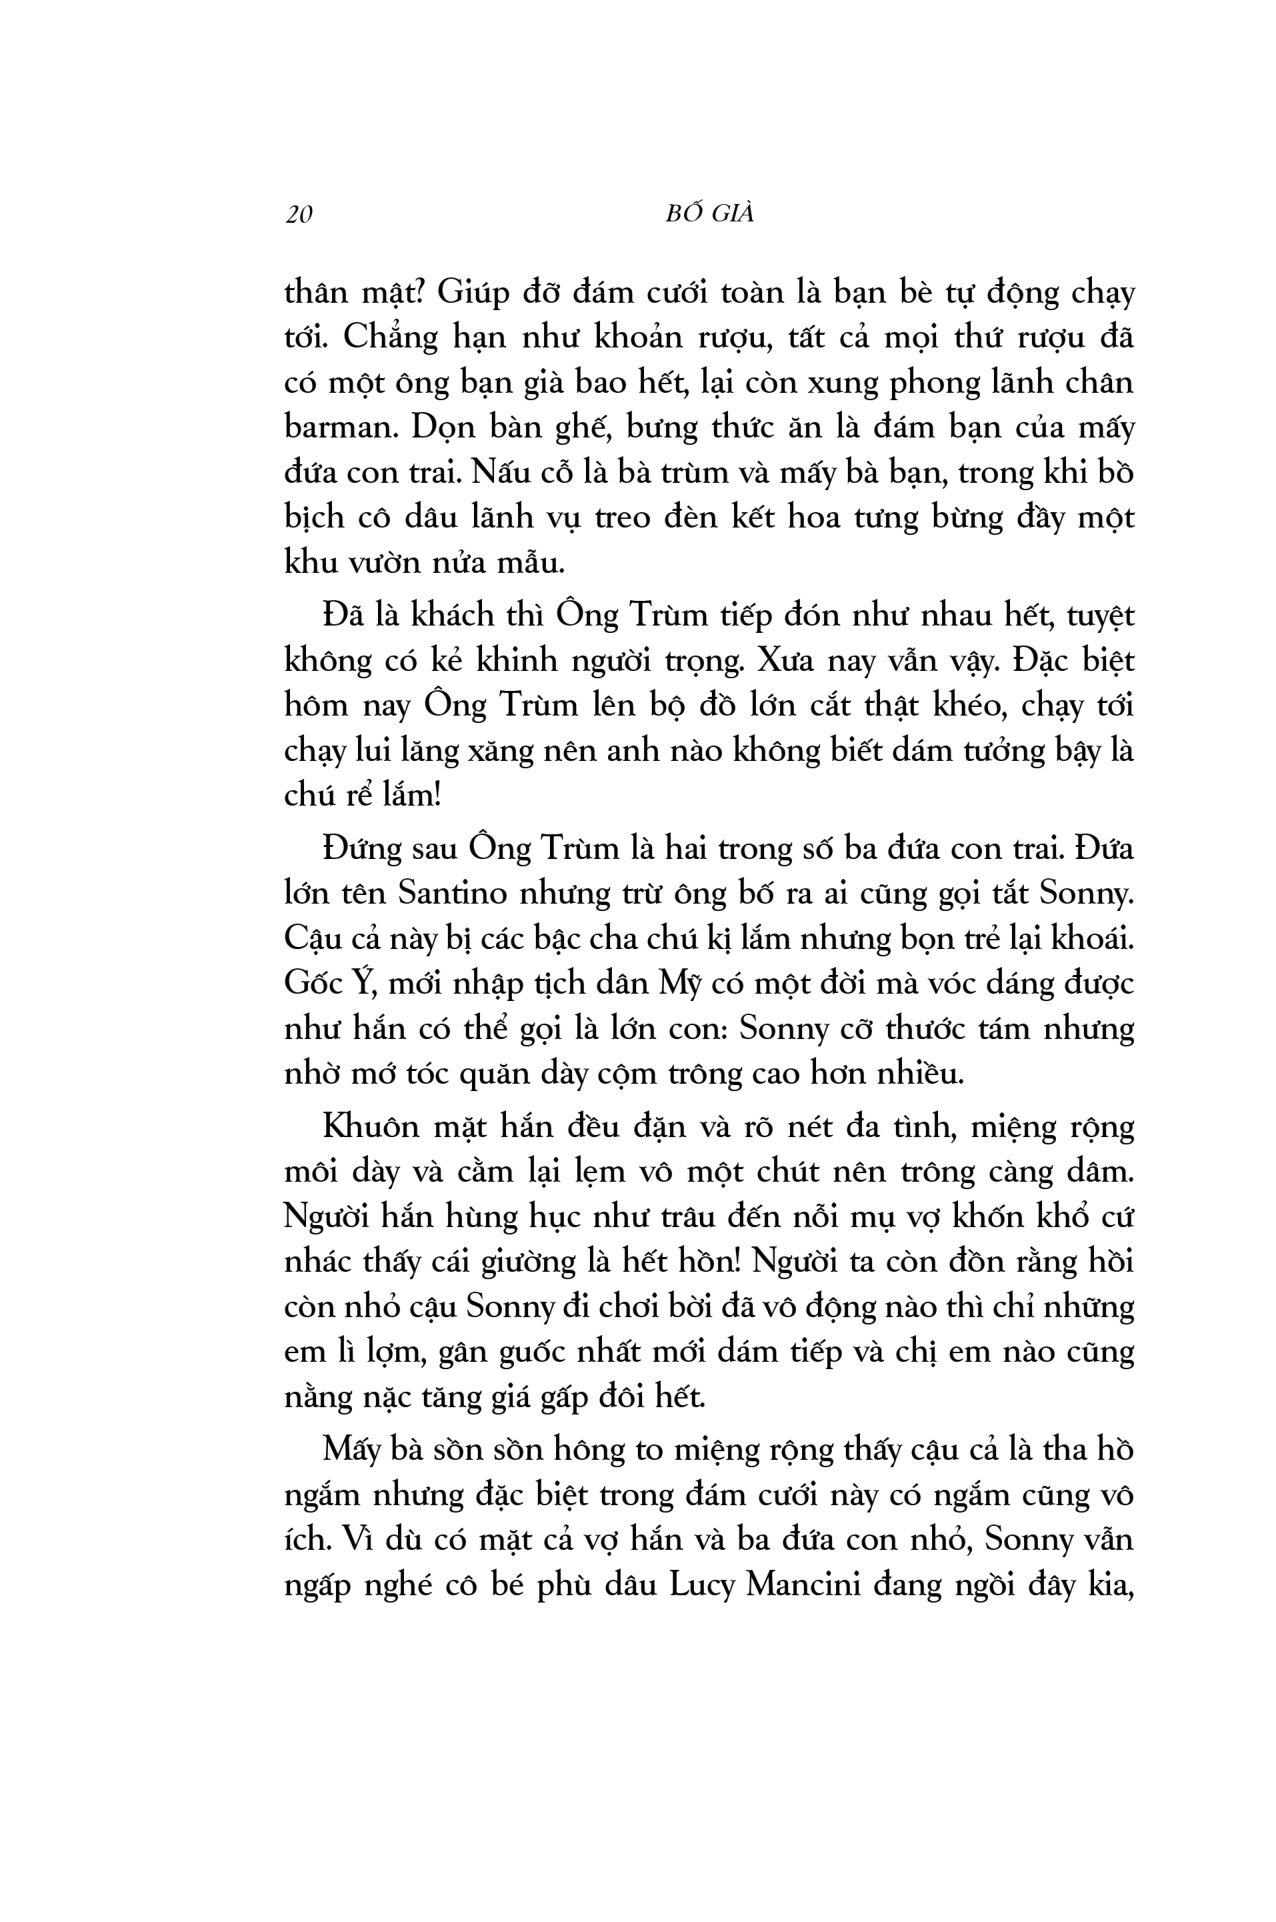 20
BỐ GIÀ
thân mật? Giúp đỡ đám cưới toàn là bạn bè tự động chạy
tới. Chẳng hạn như khoản rượu, tất cả mọi thứ rượu đã
có một ông bạn già bao hết, lại còn xung phong lãnh chân
barman. Dọn bàn ghế, bưng thức ăn là đám bạn của mấy
đứa con trai. Nấu cỗ là bà trùm và mấy bà bạn, trong khi bồ
bịch cô dâu lãnh vụ treo đèn kết hoa tưng bừng đầy một
khu vườn nửa mẫu.
Đã là khách thì Ông Trùm tiếp đón như nhau hết, tuyệt
không có kẻ khinh người trọng. Xưa nay vẫn vậy. Đặc biệt
hôm nay Ông Trùm lên bộ đồ lớn cắt thật khéo, chạy tới
chạy lui lăng xăng nên anh nào không biết dám tưởng bậy là
chú rể lắm!
Đứng sau Ông Trùm là hai trong số ba đứa con trai. Đứa
lớn tên Santino nhưng trừ ông bố ra ai cũng gọi tắt Sonny.
Cậu cả này bị các bậc cha chú kị lắm nhưng bọn trẻ lại khoái.
Gốc Ý, mới nhập tịch dân Mỹ có một đời mà vóc dáng được
như hắn có thể gọi là lớn con: Sonny cỡ thước tám nhưng
nhờ mớ tóc quăn dày cộm trông cao hơn nhiều.
Khuôn mặt hắn đều đặn và rõ nét đa tình, miệng rộng
môi dày và cằm lại lẹm vô một chút nên trông càng dâm.
Người hắn hùng hục như trâu đến nỗi mụ vợ khốn khổ cứ
nhác thấy cái giường là hết hồn! Người ta còn đồn rằng hồi
còn nhỏ cậu Sonny đi chơi bời đã vô động nào thì chỉ những
em lì lợm, gân guốc nhất mới dám tiếp và chị em nào cũng
nằng nặc tăng giá gấp đôi hết.
Mấy bà sồn sồn hông to miệng rộng thấy cậu cả là tha hồ
ngắm nhưng đặc biệt trong đám cưới này có ngắm cũng vô
ích. Vì dù có mặt cả vợ hắn và ba đứa con nhỏ, Sonny vẫn
ngấp nghé cô bé phù dâu Lucy Mancini đang ngồi đây kia,